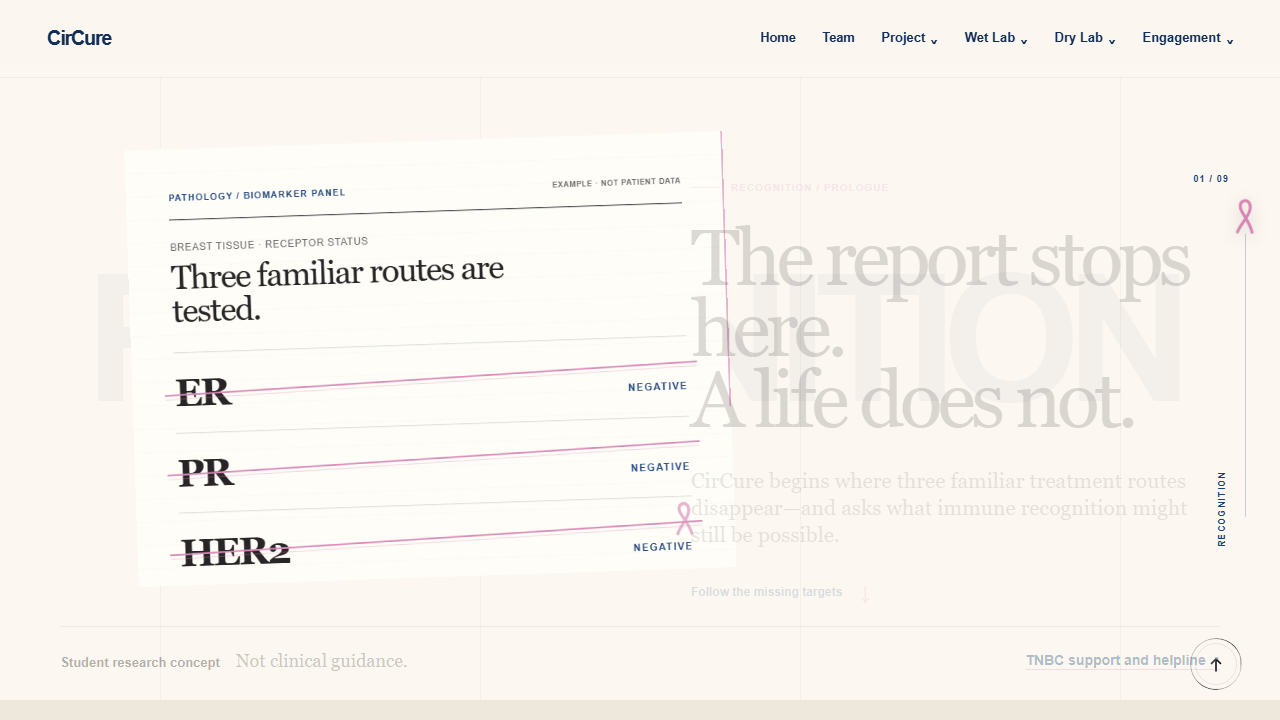 CirCure
Home Team Project Wet Lab Dry Lab Engagement
PATHOLOGY / BIOMARKER PANEL
EXAMPLE · NOT PATIENT DATA
BREAST TISSUE · RECEPTOR STATUS
Three familiar routes are
tested.
ER NEGATIVE
PR NEGATIVE
HER2 NEGATIVE
RECOGNITION / PROLOGUE
The report stops
here.
A life does not.
CirCure begins where three familiar treatment routes
disappear—and asks what immune recognition might
still be possible.
Follow the missing targets ↓
01 / 09
RECOGNITION
Student research concept Not clinical guidance.
TNBC support and helpline